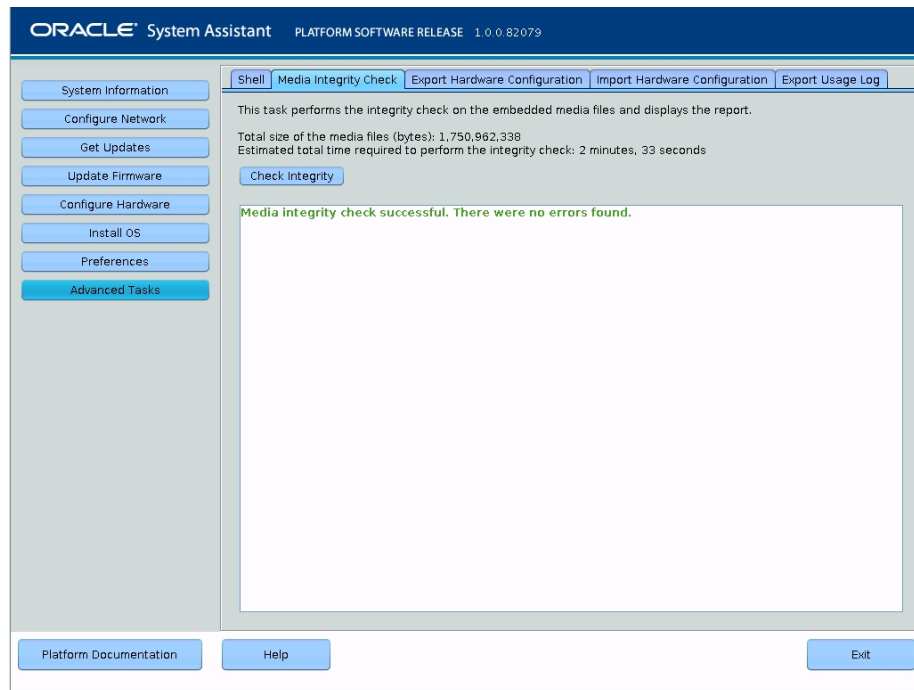 ORACLE® System Assistant PLATFORM SOFTWARE RELEASE 1.0.0.82079
System Information
Configure Network
Get Updates
Update Firmware
Configure Hardware
Install OS
Preferences
Advanced Tasks
Shell Media Integrity Check Export Hardware Configuration Import Hardware Configuration Export Usage Log
This task performs the integrity check on the embedded media files and displays the report.
Total size of the media files (bytes): 1,750,962,338
Estimated total time required to perform the integrity check: 2 minutes, 33 seconds
Check Integrity
Media integrity check successful. There were no errors found.
Platform Documentation Help Exit